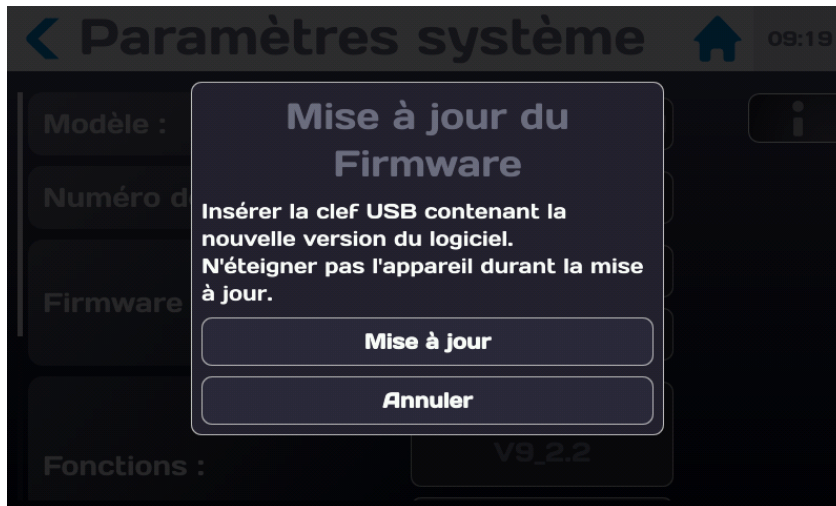 Paramètres système
09:19
Modèle :
Mise à jour du
Firmware
Numéro d
Insérer la clef USB contenant la
nouvelle version du logiciel.
N'éteigner pas l'appareil durant la mise
à jour.
Firmware
Mise à jour
Annuler
V9_2.2
Fonctions :